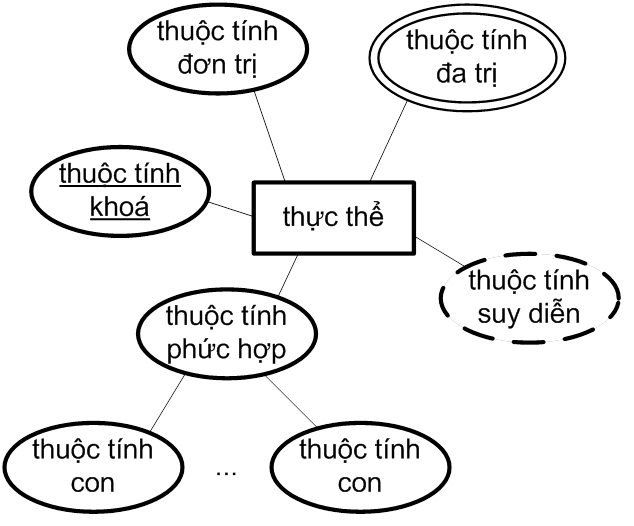 thuộc tính
đơn trị
thuộc tính
đa trị
thuộc tính
khoá
thực thể
thuộc tính
suy diễn
thuộc tính
phức hợp
thuộc tính
con
...
thuộc tính
con